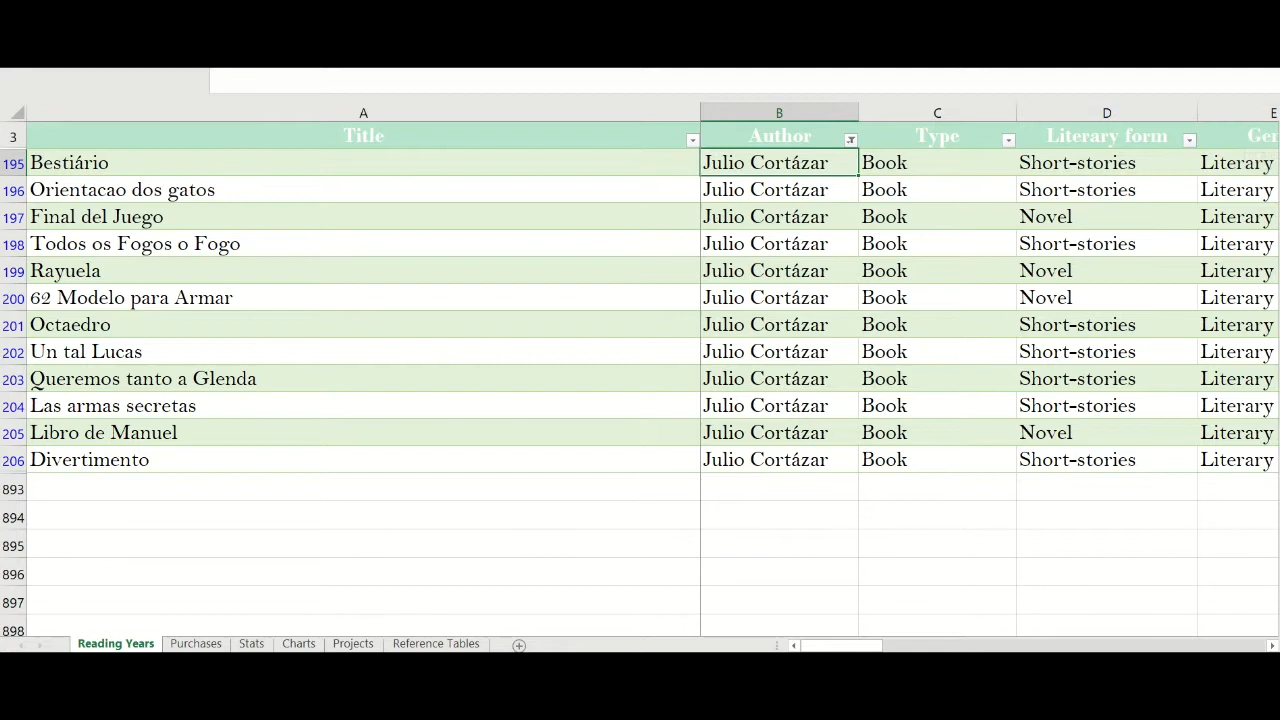 A B C D E
3 Title Author Type Literary form Gen
195 Bestiário Julio Cortázar Book Short-stories Literary
196 Orientacao dos gatos Julio Cortázar Book Short-stories Literary
197 Final del Juego Julio Cortázar Book Novel Literary
198 Todos os Fogos o Fogo Julio Cortázar Book Short-stories Literary
199 Rayuela Julio Cortázar Book Novel Literary
200 62 Modelo para Armar Julio Cortázar Book Novel Literary
201 Octaedro Julio Cortázar Book Short-stories Literary
202 Un tal Lucas Julio Cortázar Book Short-stories Literary
203 Queremos tanto a Glenda Julio Cortázar Book Short-stories Literary
204 Las armas secretas Julio Cortázar Book Short-stories Literary
205 Libro de Manuel Julio Cortázar Book Novel Literary
206 Divertimento Julio Cortázar Book Short-stories Literary
893
894
895
896
897
898
Reading Years Purchases Stats Charts Projects Reference Tables